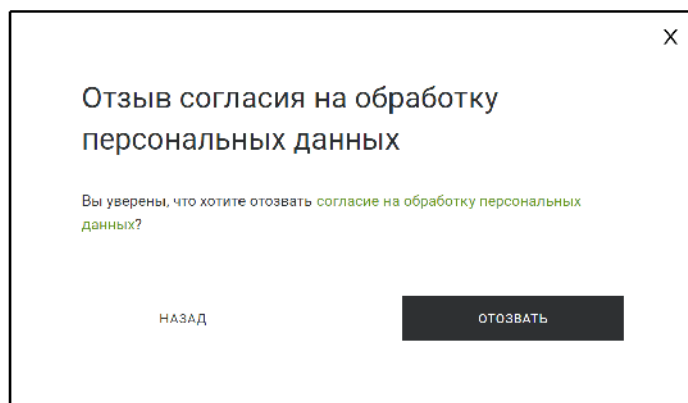 X
Отзыв согласия на обработку
персональных данных
Вы уверены, что хотите отозвать согласие на обработку персональных
данных?
НАЗАД
ОТОЗВАТЬ